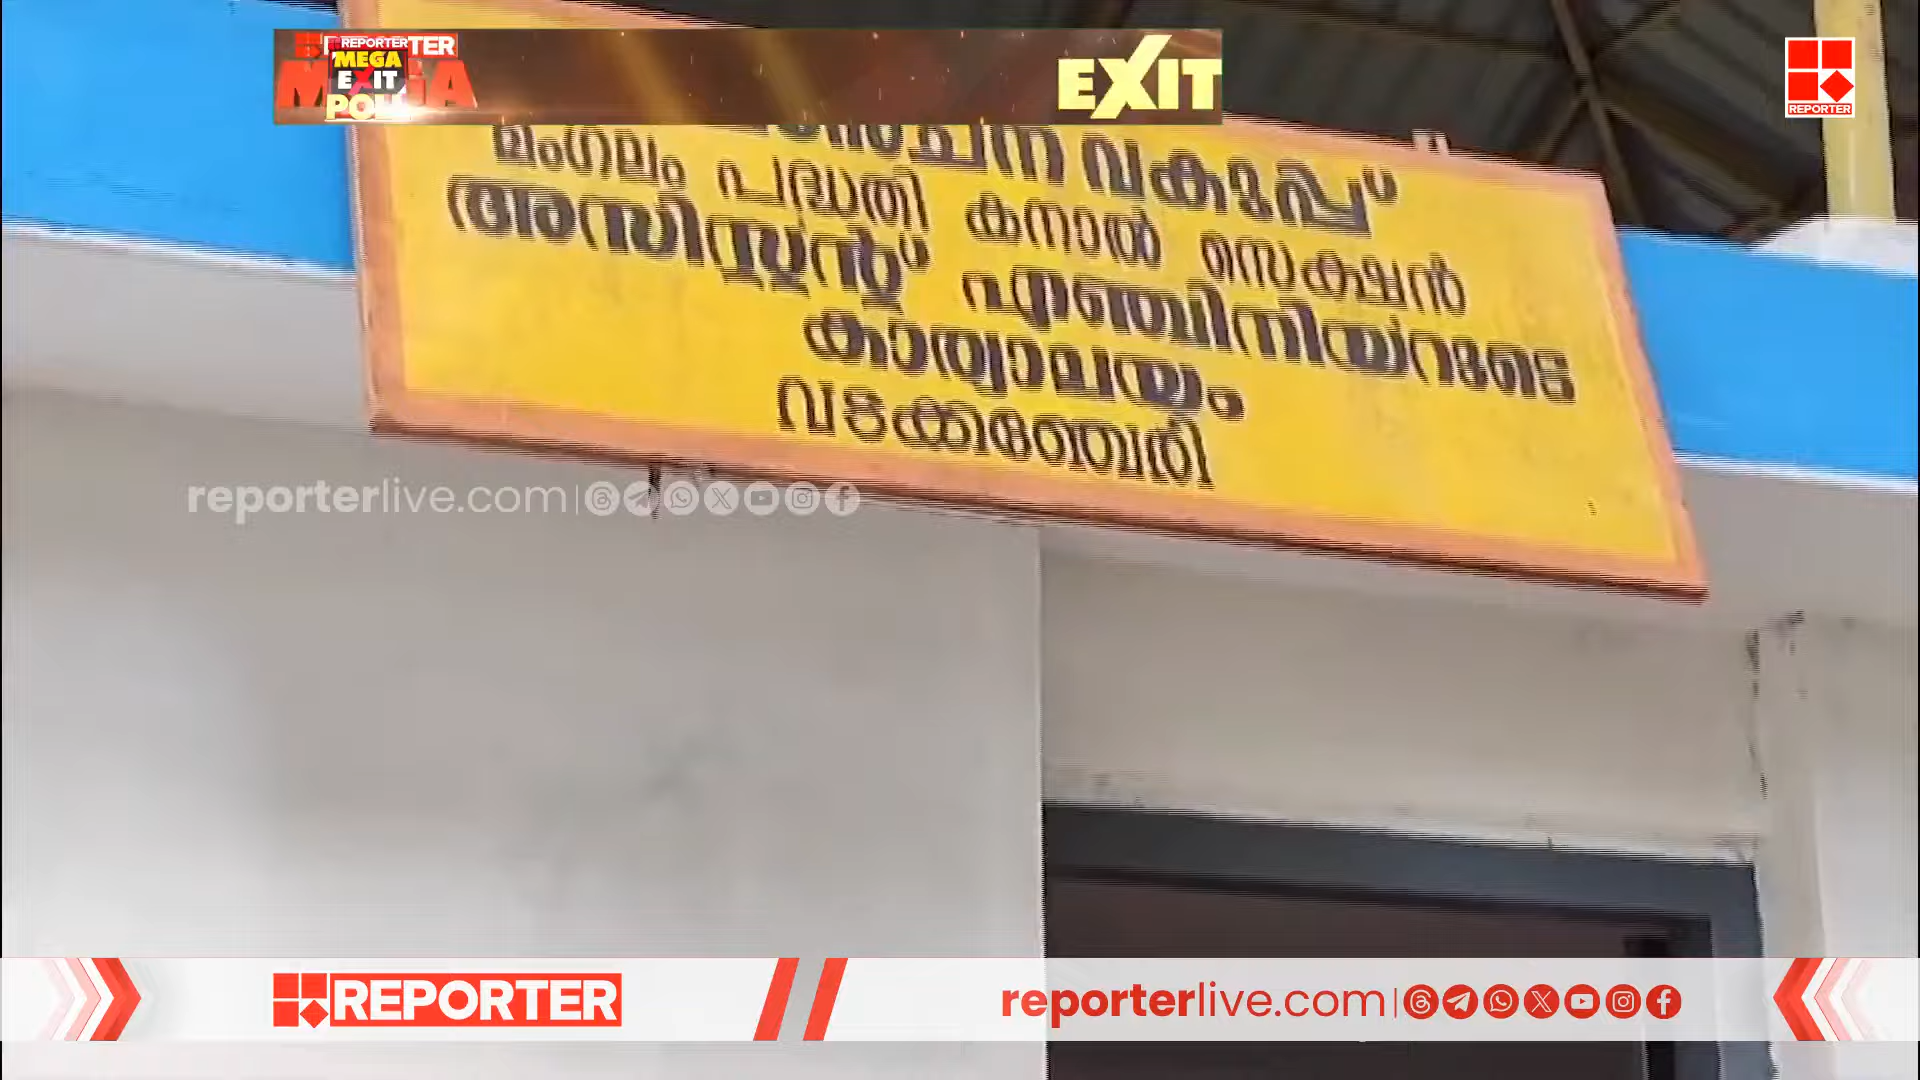 REPORTER
MEGA
EXIT
POLL
EXIT
REPORTER
വകുപ്പ്
മംഗലം പദ്ധതി കനാൽ സെക്ഷൻ
അസിസ്റ്റന്റ് എഞ്ചിനിയറുടെ
കാര്യാലയം
വടക്കഞ്ചേരി
reporterlive.com
REPORTER
reporterlive.com